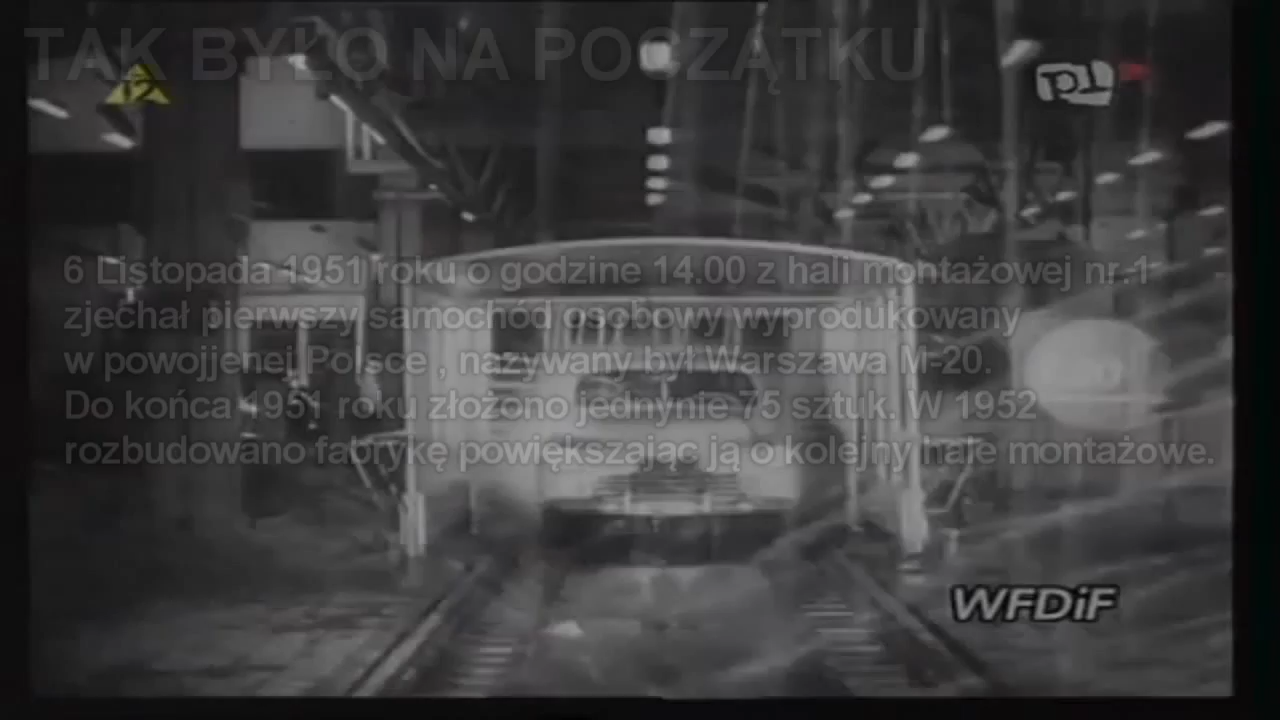 TAK BYŁO NA POCZĄTKU
12
6 Listopada 1951 roku o godzine 14.00 z hali montażowej nr.1
zjechał pierwszy samochód osobowy wyprodukowany
w powojjenej Polsce , nazywany był Warszawa M-20.
Do końca 1951 roku złożono jedynie 75 sztuk. W 1952
rozbudowano fabrykę powiększając ją o kolejny hale montażowe.
WFDiF